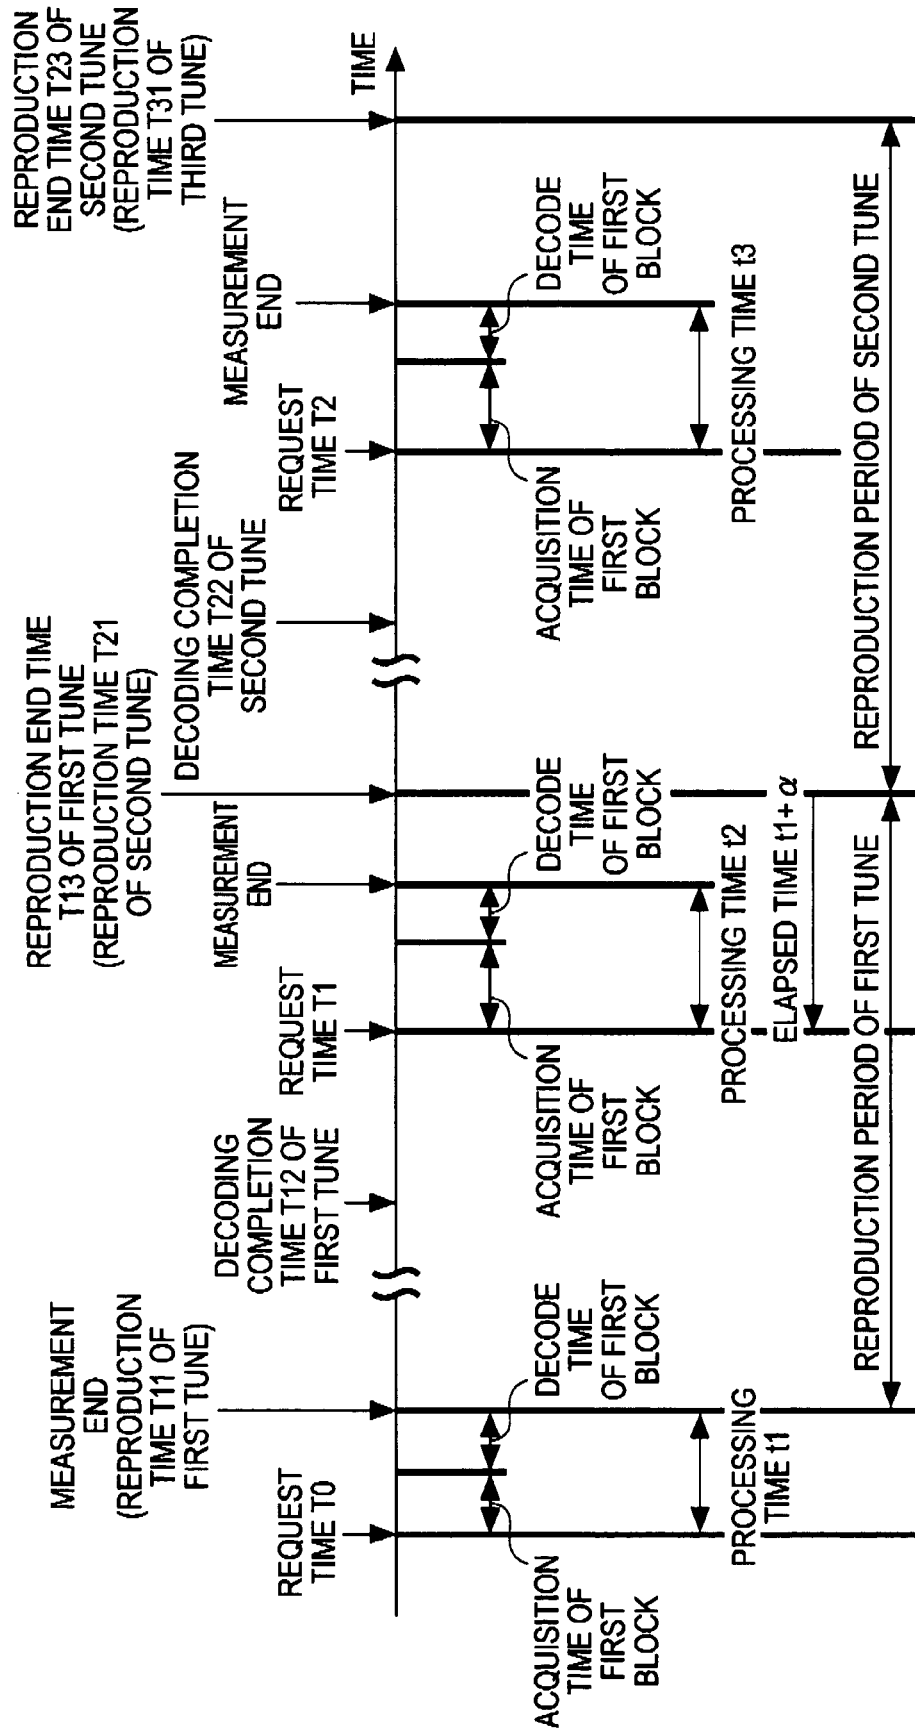 MEASUREMENT
END
(REPRODUCTION
TIME T11 OF
FIRST TUNE)
REQUEST
TIME T0
DECODING
COMPLETION
TIME T12 OF
FIRST TUNE
REQUEST
TIME T1
MEASUREMENT
END
REPRODUCTION END TIME
T13 OF FIRST TUNE
(REPRODUCTION TIME T21
OF SECOND TUNE)
DECODING COMPLETION
TIME T22 OF
SECOND TUNE
REQUEST
TIME T2
MEASUREMENT
END
REPRODUCTION
END TIME T23 OF
SECOND TUNE
(REPRODUCTION
TIME T31 OF
THIRD TUNE)
TIME
ACQUISITION
TIME OF
FIRST
BLOCK
DECODE TIME
OF FIRST
BLOCK
ACQUISITION
TIME OF
FIRST
BLOCK
DECODE
TIME
OF FIRST
BLOCK
ACQUISITION
TIME OF
FIRST
BLOCK
DECODE
TIME
OF FIRST
BLOCK
PROCESSING
TIME t1
PROCESSING TIME t2
ELAPSED TIME t1+ α
PROCESSING TIME t3
REPRODUCTION PERIOD OF FIRST TUNE
REPRODUCTION PERIOD OF SECOND TUNE